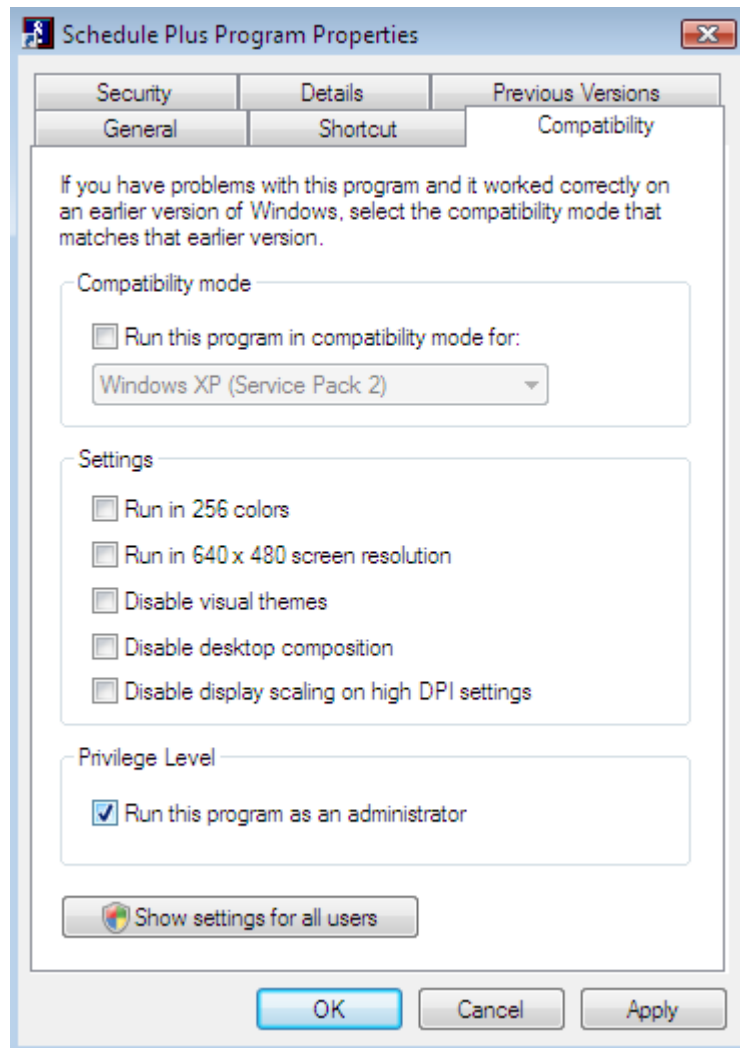 Schedule Plus Program Properties
Security Details Previous Versions
General Shortcut Compatibility
If you have problems with this program and it worked correctly on
an earlier version of Windows, select the compatibility mode that
matches that earlier version.
Compatibility mode
Run this program in compatibility mode for:
Windows XP (Service Pack 2)
Settings
Run in 256 colors
Run in 640 x 480 screen resolution
Disable visual themes
Disable desktop composition
Disable display scaling on high DPI settings
Privilege Level
Run this program as an administrator
Show settings for all users
OK Cancel Apply